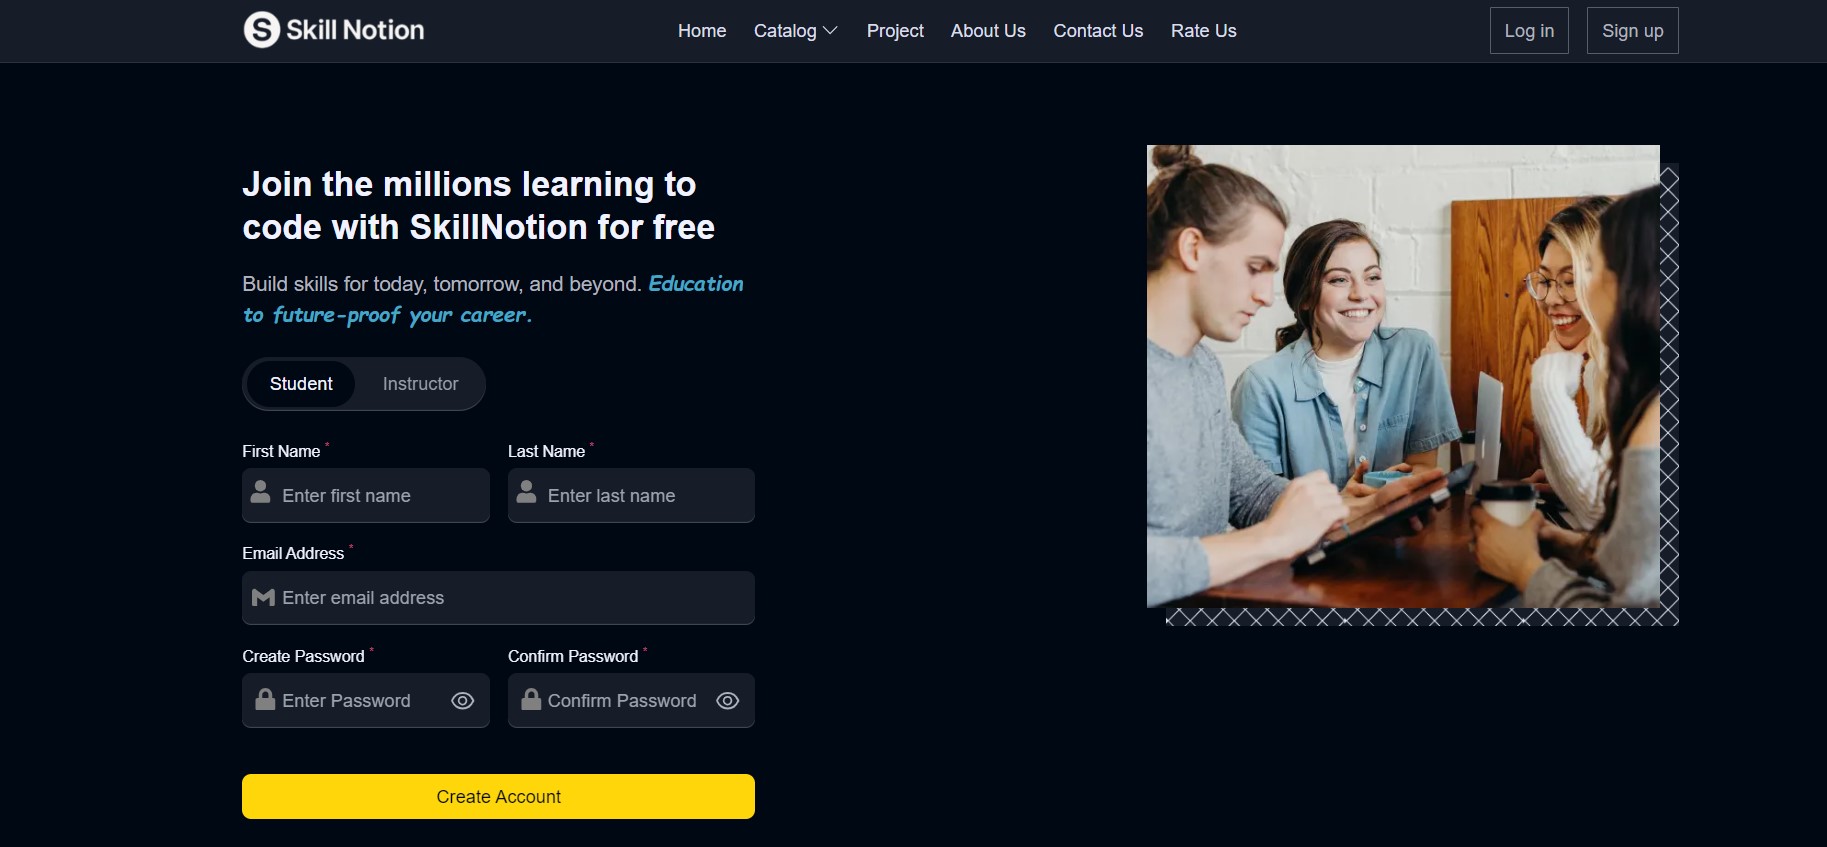 S Skill Notion
Home Catalog Project About Us Contact Us Rate Us
Log in Sign up
Join the millions learning to
code with SkillNotion for free
Build skills for today, tomorrow, and beyond. Education
to future-proof your career.
Student Instructor
First Name * Last Name *
Enter first name Enter last name
Email Address *
Enter email address
Create Password * Confirm Password *
Enter Password Confirm Password
Create Account